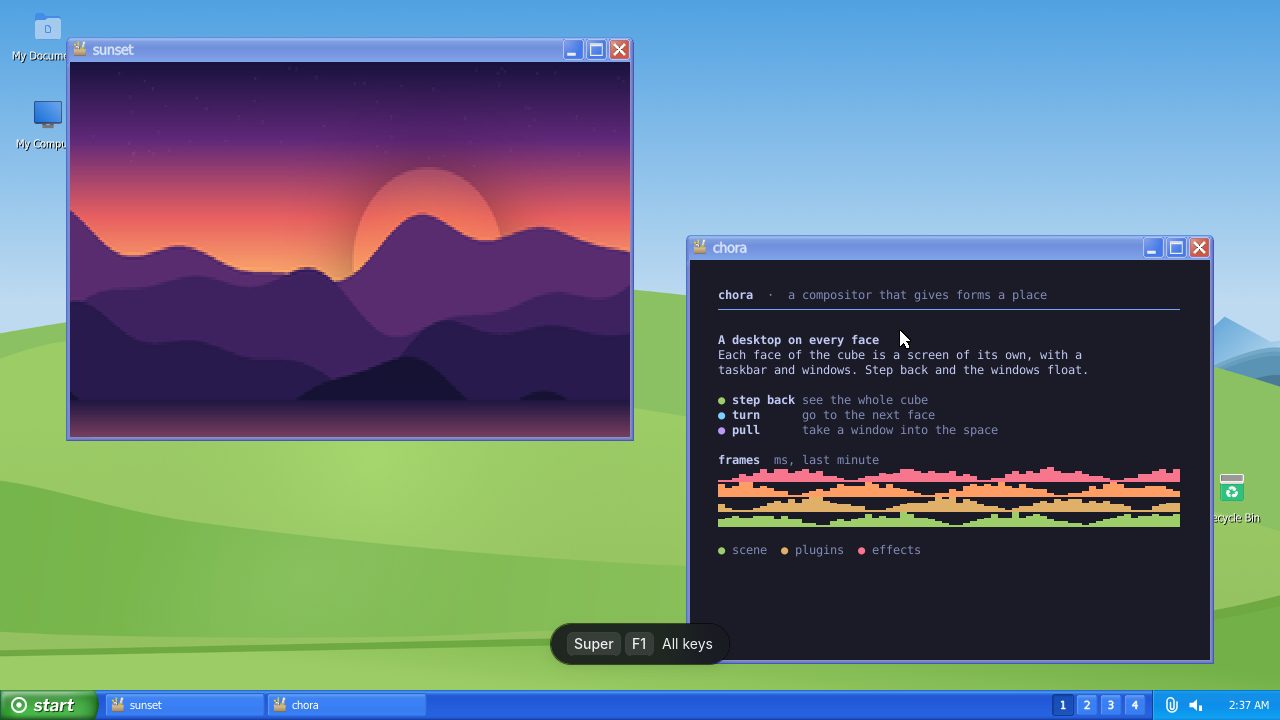 My Docume
sunset
My Compu
chora
chora · a compositor that gives forms a place
A desktop on every face
Each face of the cube is a screen of its own, with a
taskbar and windows. Step back and the windows float.
step back see the whole cube
turn go to the next face
pull take a window into the space
frames ms, last minute
scene plugins effects
ecycle Bin
Super F1 All keys
start sunset chora 1 2 3 4 2:37 AM